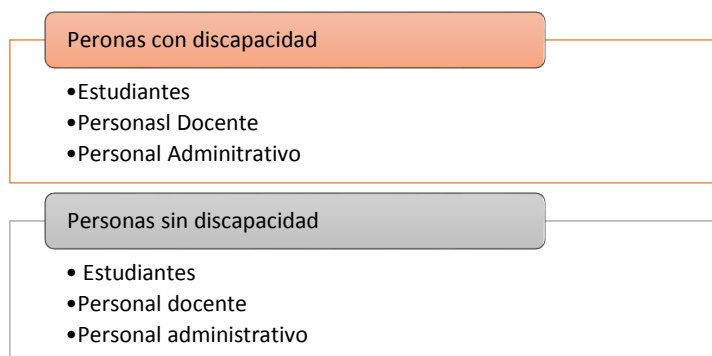 Peronas con discapacidad
•Estudiantes
•Personasl Docente
•Personal Adminitrativo
Personas sin discapacidad
• Estudiantes
•Personal docente
•Personal administrativo